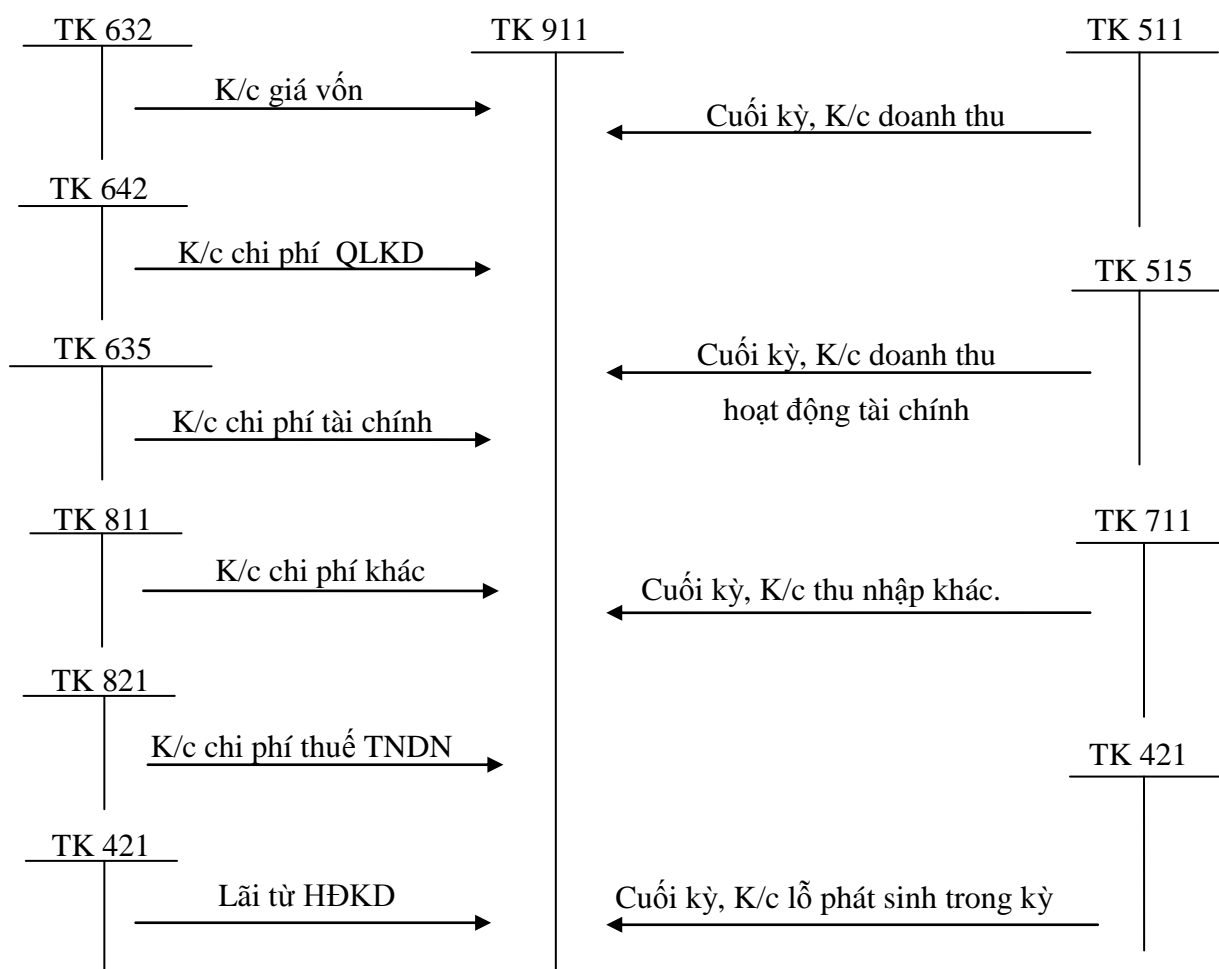 TK 632
TK 911
TK 511
K/c giá vốn
Cuối kỳ, K/c doanh thu
TK 642
K/c chi phí QLKD
TK 515
TK 635
Cuối kỳ, K/c doanh thu
hoạt động tài chính
K/c chi phí tài chính
TK 811
TK 711
K/c chi phí khác
Cuối kỳ, K/c thu nhập khác.
TK 821
K/c chi phí thuế TNDN
TK 421
TK 421
Lãi từ HĐKD
Cuối kỳ, K/c lỗ phát sinh trong kỳ